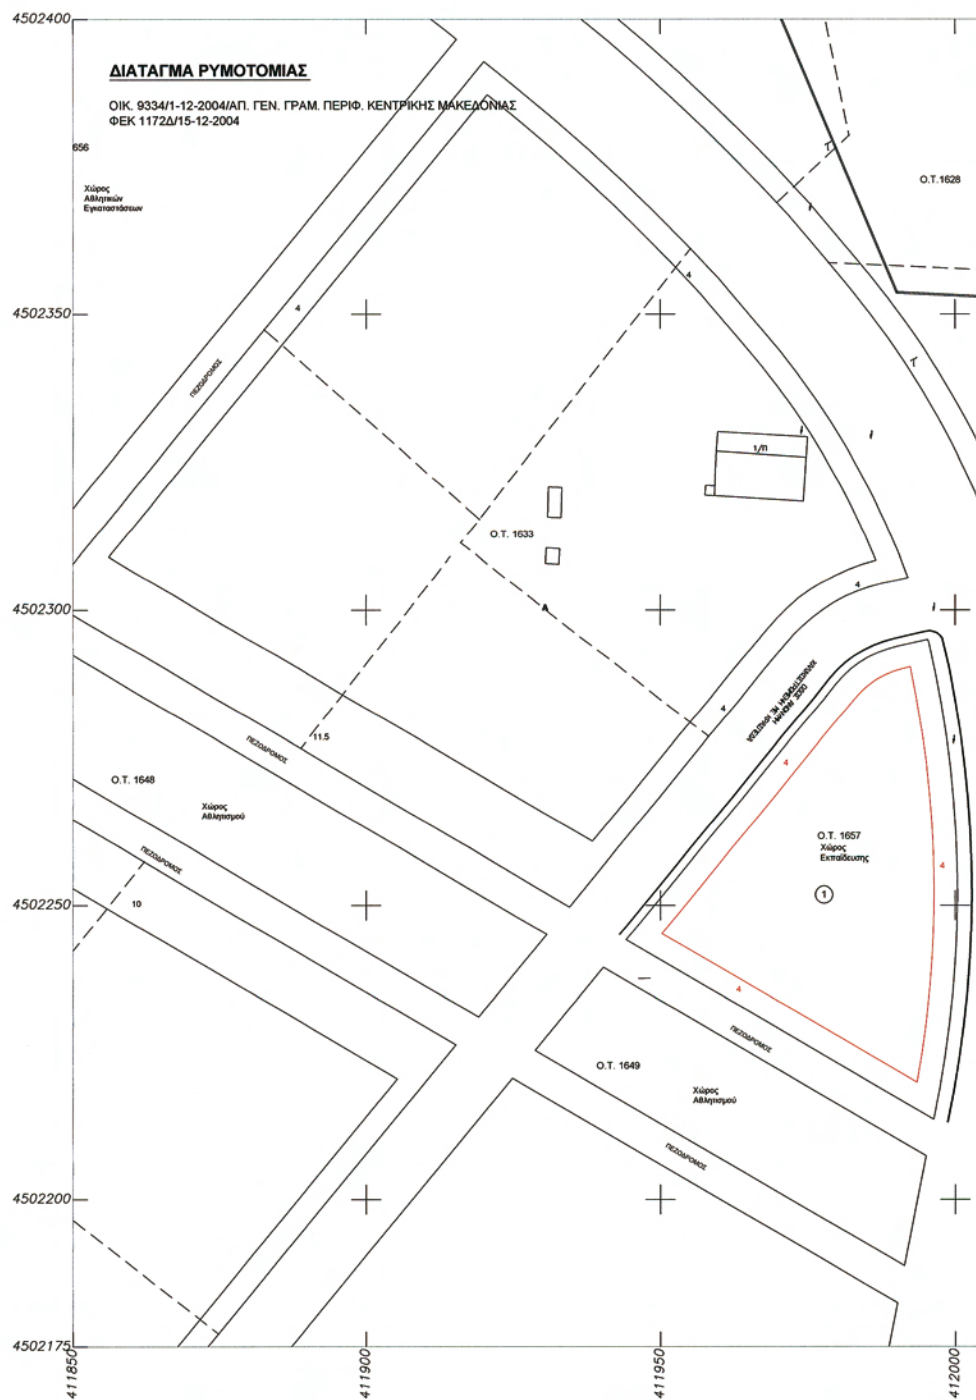 4502400
ΔΙΑΤΑΓΜΑ ΡΥΜΟΤΟΜΙΑΣ
ΟΙΚ. 9334/1-12-2004/ΑΠ. ΓΕΝ. ΓΡΑΜ. ΠΕΡΙΦ. ΚΕΝΤΡΙΚΗΣ ΜΑΚΕΔΟΝΙΑΣ
ΦΕΚ 1172Δ/15-12-2004
656
Χώρος
Αθλητικών
Εγκαταστάσεων
Ο.Τ.1628
4
4
4502350
ΠΕΖΟΔΡΟΜΟΣ
1/Π
Ο.Τ. 1633
4502300
Α
4
4
ΟΔΟΣ ΑΝΩΝΥΜΗ
11.5
ΠΕΖΟΔΡΟΜΟΣ
4
Ο.Τ. 1648
Χώρος
Αθλητισμού
Ο.Τ. 1657
Χώρος
Εκπαίδευσης
4
1
ΠΕΖΟΔΡΟΜΟΣ
10
4502250
4
ΠΕΖΟΔΡΟΜΟΣ
Ο.Τ. 1649
Χώρος
Αθλητισμού
ΠΕΖΟΔΡΟΜΟΣ
4502200
4502175
411850
411900
411950
412000